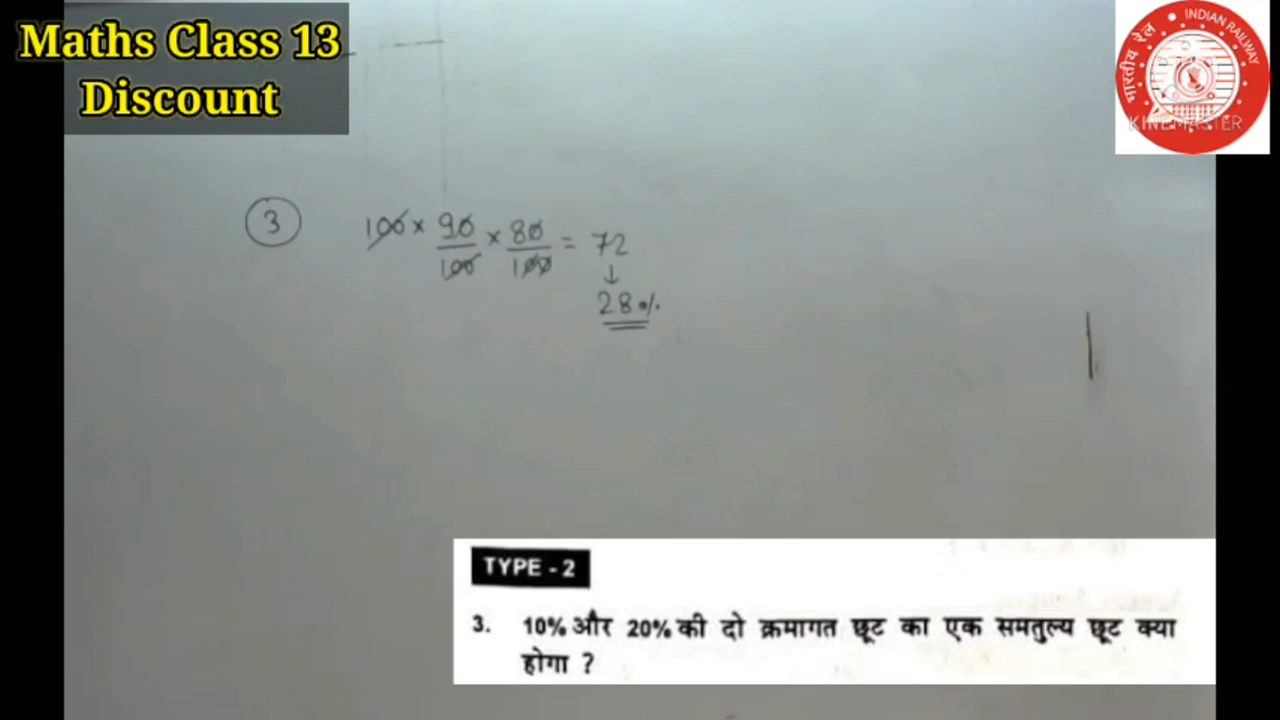 Maths Class 13
Discount
INDIAN RAILWAY
भारतीय रेल
KINEMASTER
3
100 × 90/100 × 80/100 = 72
↓
28%
TYPE - 2
3. 10% और 20% की दो क्रमागत छूट का एक समतुल्य छूट क्या
होगा ?